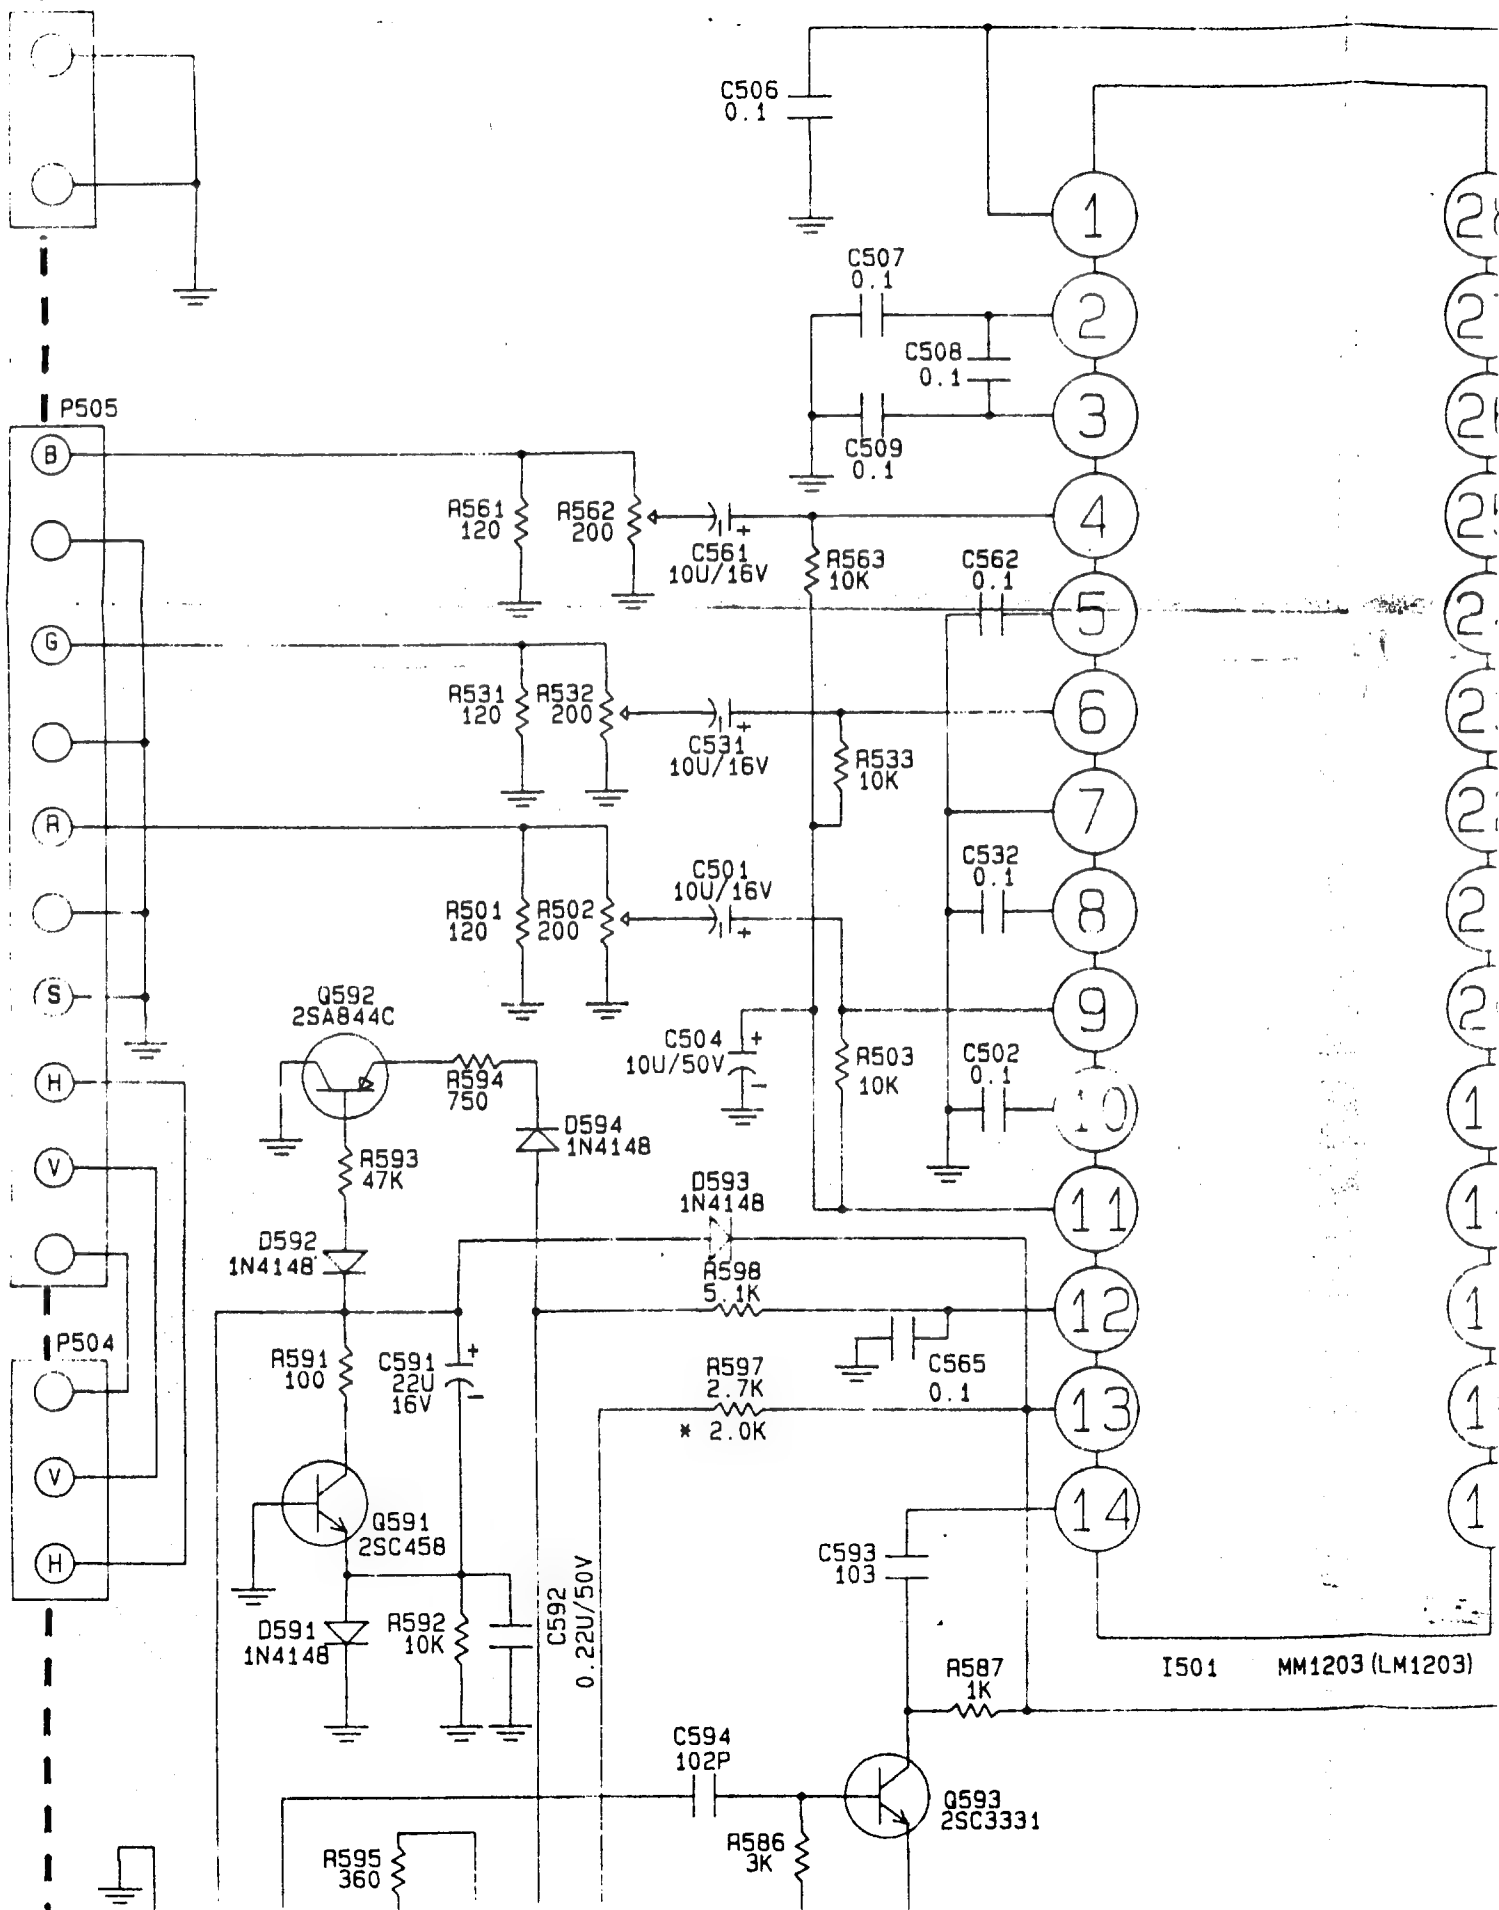 C506
0.1
1
C507
0.1
2
C508
0.1
P505
3
C509
0.1
B
R561
120
R562
200
C561
10U/16V
4
R563
10K
C562
0.1
5
G
R531
120
R532
200
C531
10U/16V
6
R533
10K
7
R
C501
10U/16V
C532
0.1
R501
120
R502
200
8
S
Q592
2SA844C
9
C504
10U/50V
R503
10K
C502
0.1
H
R594
750
10
D594
1N4148
V
R593
47K
D593
1N4148
11
D592
1N4148
R598
5.1K
12
P504
R591
100
C591
22U
16V
R597
2.7K
* 2.0K
C565
0.1
13
V
14
Q591
2SC458
H
C593
103
C592
0.22U/50V
D591
1N4148
R592
10K
I501 MM1203(LM1203)
R587
1K
C594
102P
Q593
2SC3331
R586
3K
R595
360